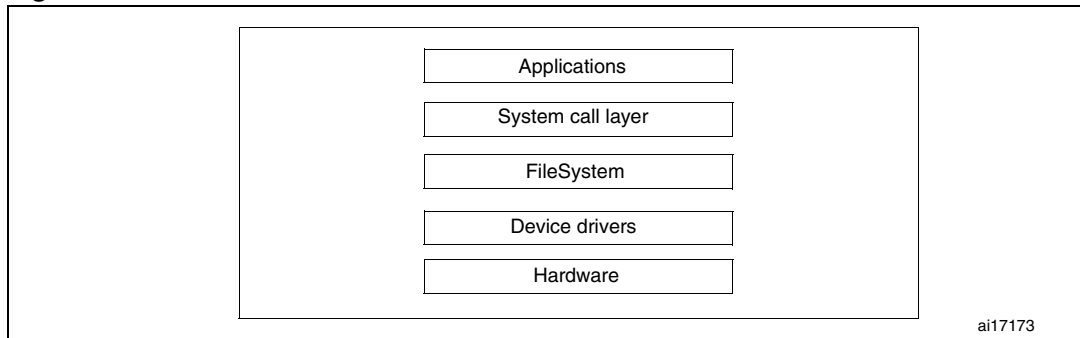 Applications
System call layer
FileSystem
Device drivers
Hardware
ai17173